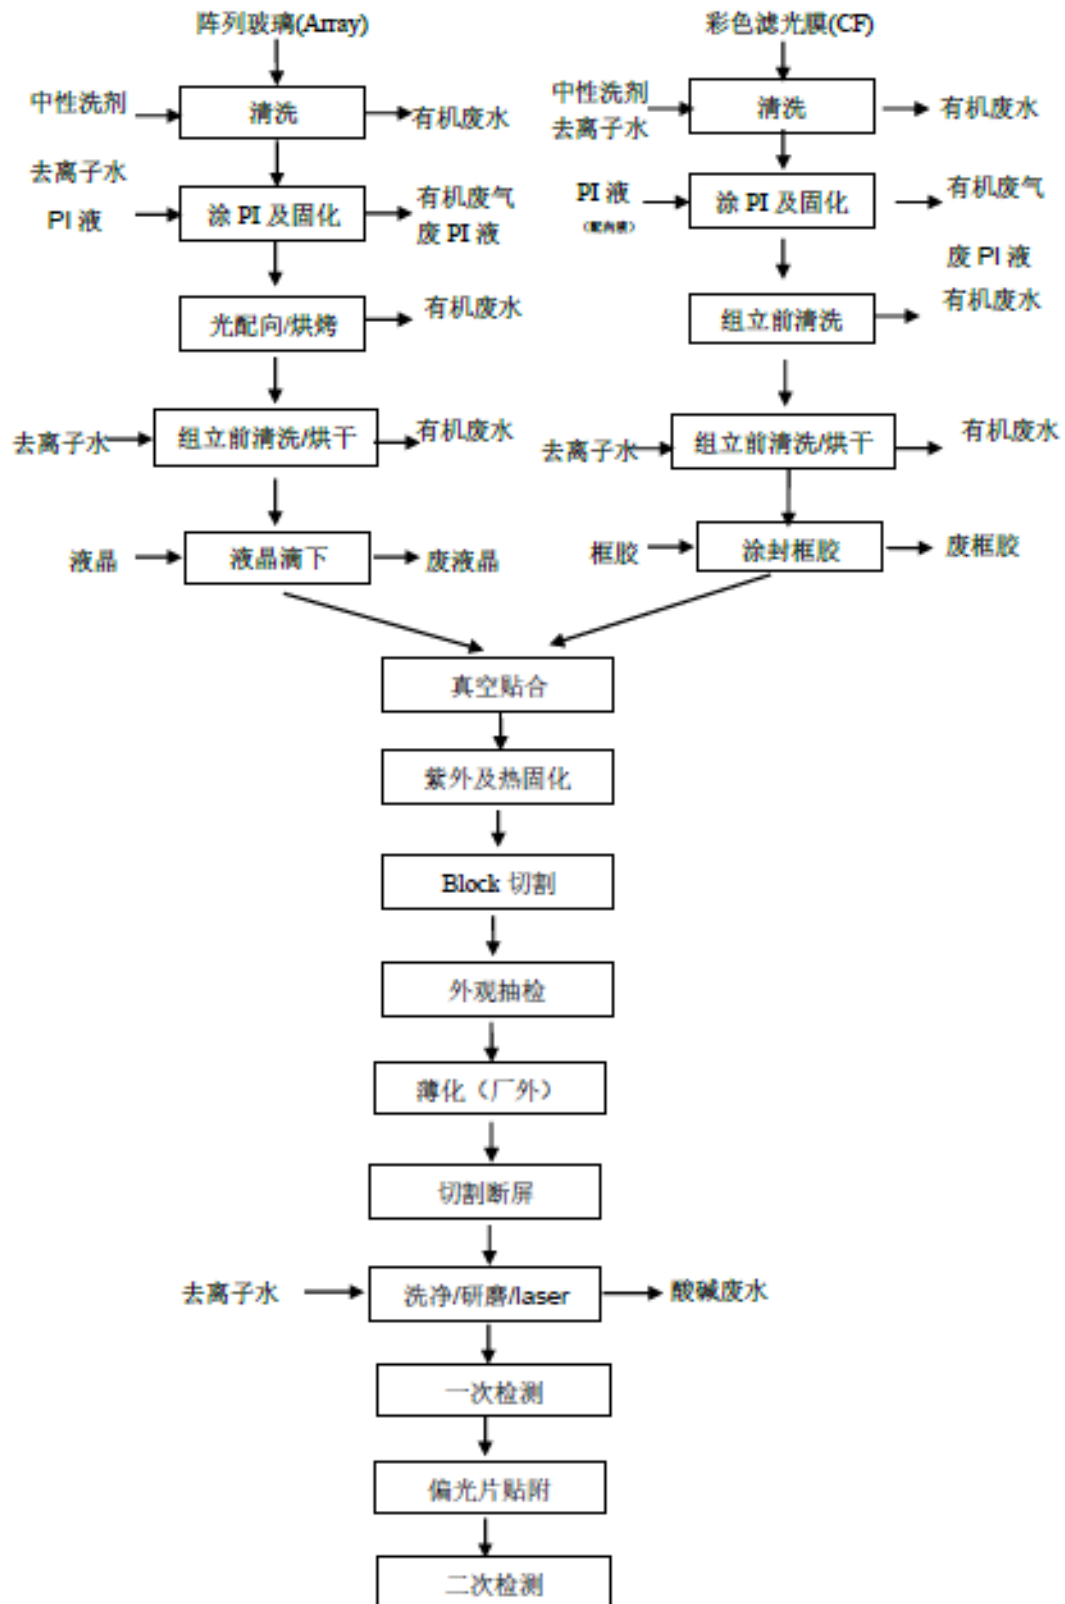 阵列玻璃(Array)
彩色滤光膜(CF)
中性洗剂
清洗
有机废水
中性洗剂
去离子水
清洗
有机废水
去离子水
PI 液
涂 PI 及固化
有机废气
废 PI 液
PI 液
（配向液）
涂 PI 及固化
有机废气
废 PI 液
光配向/烘烤
有机废水
组立前清洗
有机废水
去离子水
组立前清洗/烘干
有机废水
去离子水
组立前清洗/烘干
有机废水
液晶
液晶滴下
废液晶
框胶
涂封框胶
废框胶
真空贴合
紫外及热固化
Block 切割
外观抽检
薄化（厂外）
切割断屏
去离子水
洗净/研磨/laser
酸碱废水
一次检测
偏光片贴附
二次检测